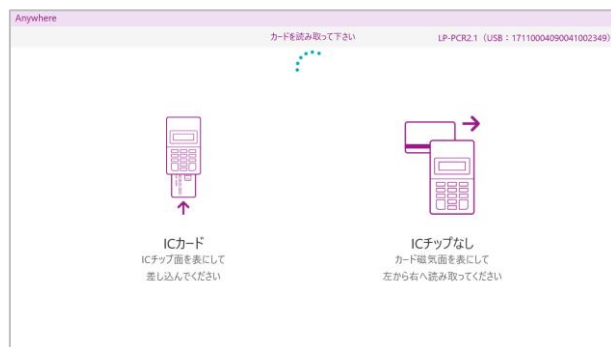 Anywhere
カードを読み取って下さい
LP-PCR2.1（USB：17110004090041002349）
ICカード
ICチップ面を表にして
差し込んでください
ICチップなし
カード磁気面を表にして
左から右へ読み取ってください